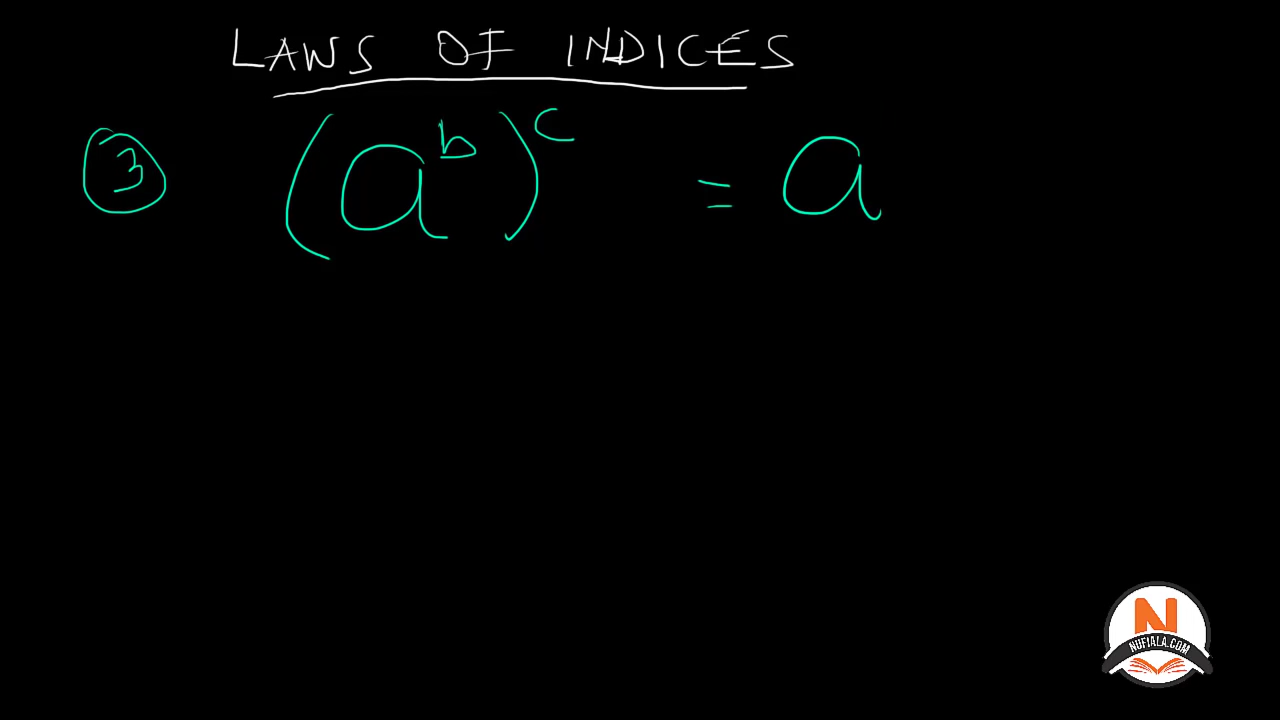 LAWS OF INDICES
③ (a^b)^c = a
N
NUFIALA.COM